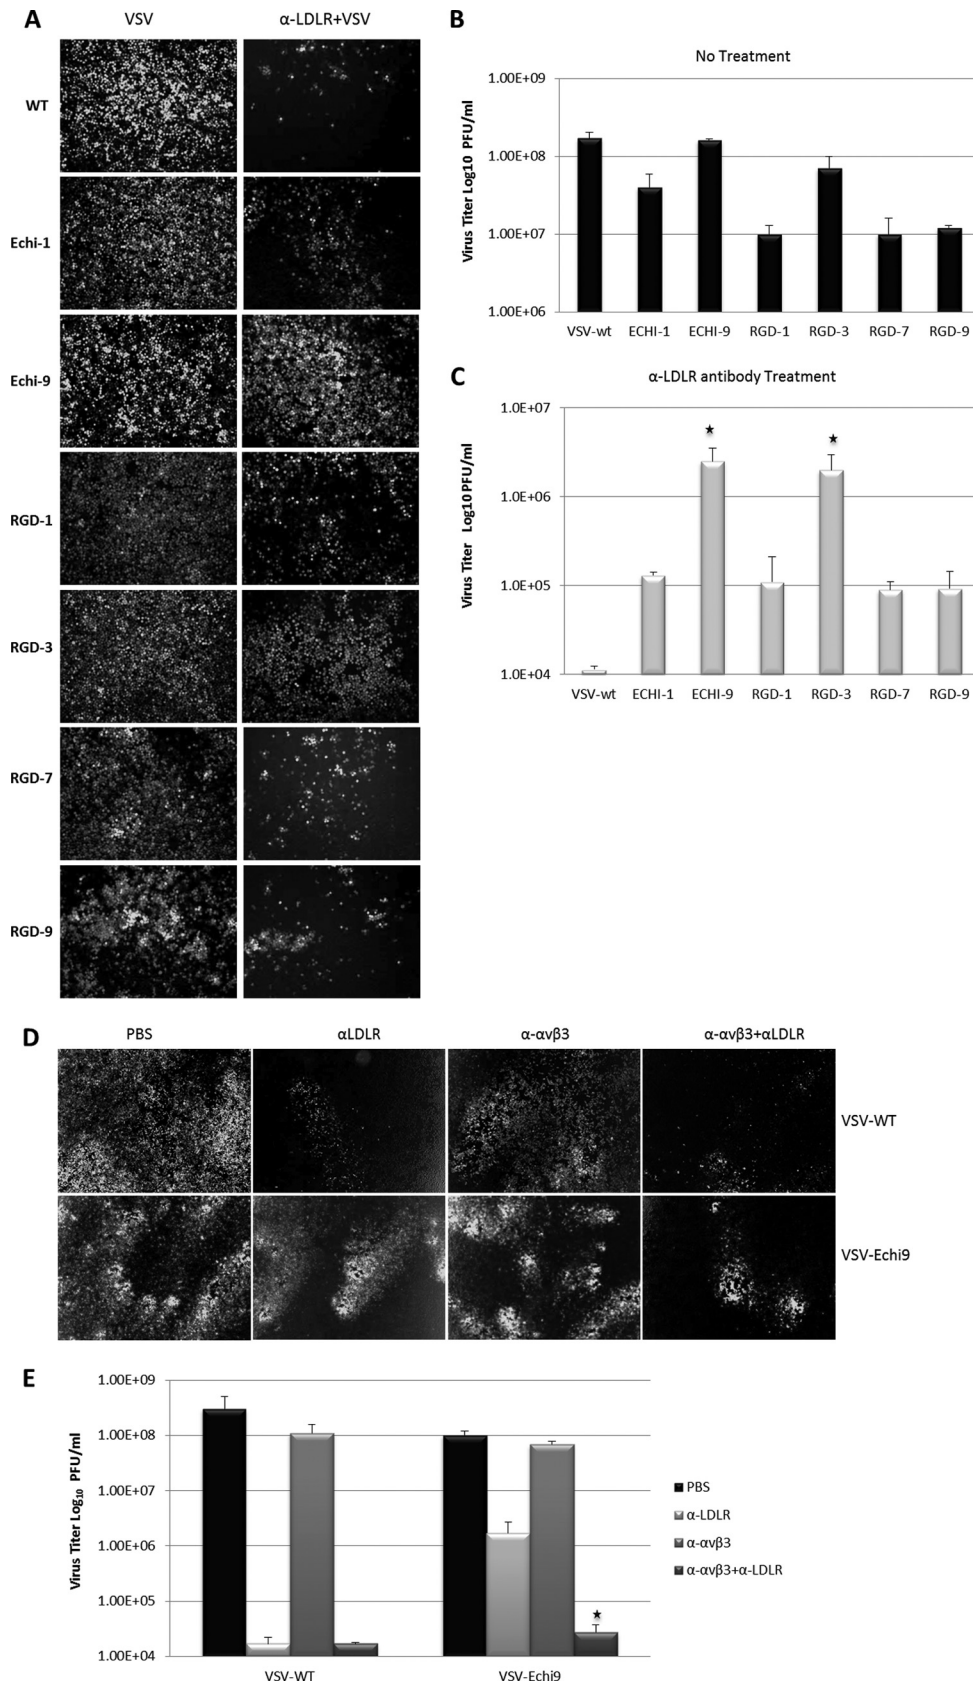 A
VSV
α-LDLR+VSV
WT
Echi-1
Echi-9
RGD-1
RGD-3
RGD-7
RGD-9
B
No Treatment
Virus Titer Log10 PFU/ml
1.00E+09
1.00E+08
1.00E+07
1.00E+06
VSV-wt ECHI-1 ECHI-9 RGD-1 RGD-3 RGD-7 RGD-9
C
α-LDLR antibody Treatment
Virus Titer Log10 PFU/ml
1.0E+07
1.0E+06
1.0E+05
1.0E+04
VSV-wt ECHI-1 ECHI-9 RGD-1 RGD-3 RGD-7 RGD-9
D
PBS
αLDLR
α-αvβ3
α-αvβ3+αLDLR
VSV-WT
VSV-Echi9
E
Virus Titer Log₁₀ PFU/ml
1.00E+09
1.00E+08
1.00E+07
1.00E+06
1.00E+05
1.00E+04
VSV-WT
VSV-Echi9
PBS
α-LDLR
α-αvβ3
α-αvβ3+α-LDLR